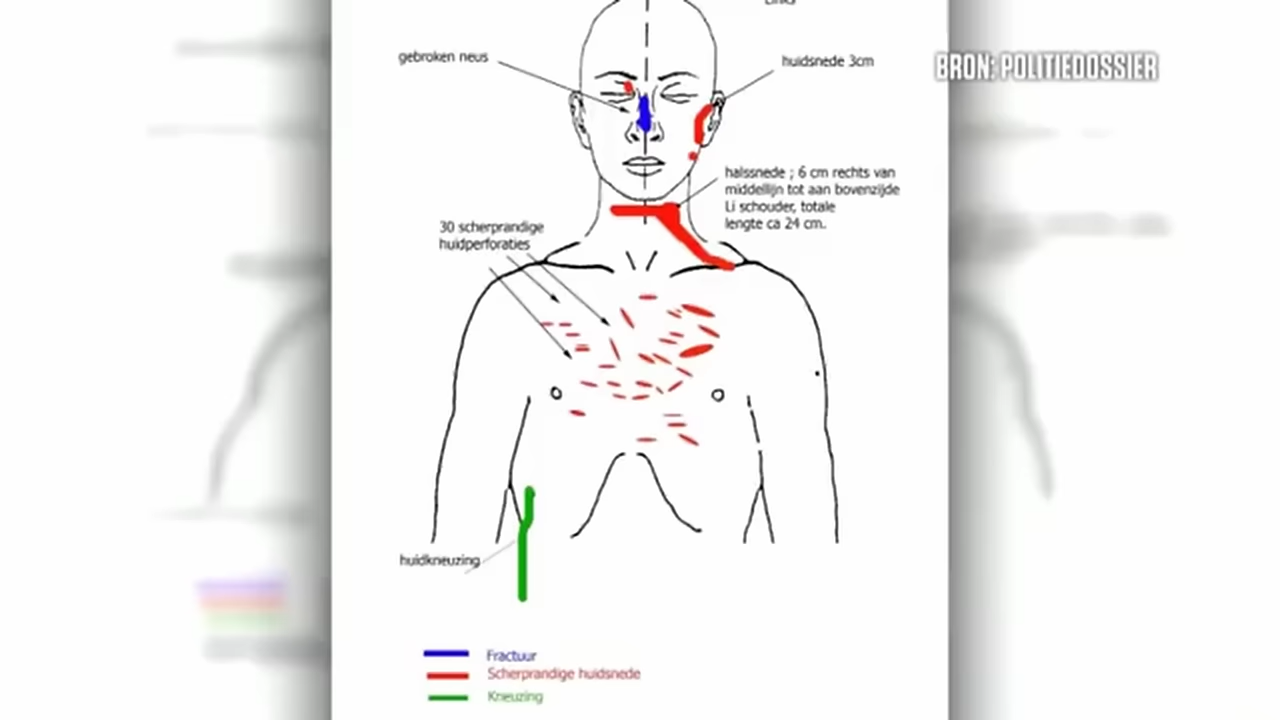 Links
gebroken neus
huidsnede 3cm
BRON: POLITIEDOSSIER
halssnede ; 6 cm rechts van
middellijn tot aan bovenzijde
Li schouder, totale
lengte ca 24 cm.
30 scherprandige
huidperforaties
huidkneuzing
Fractuur
Scherprandige huidsnede
Kneuzing